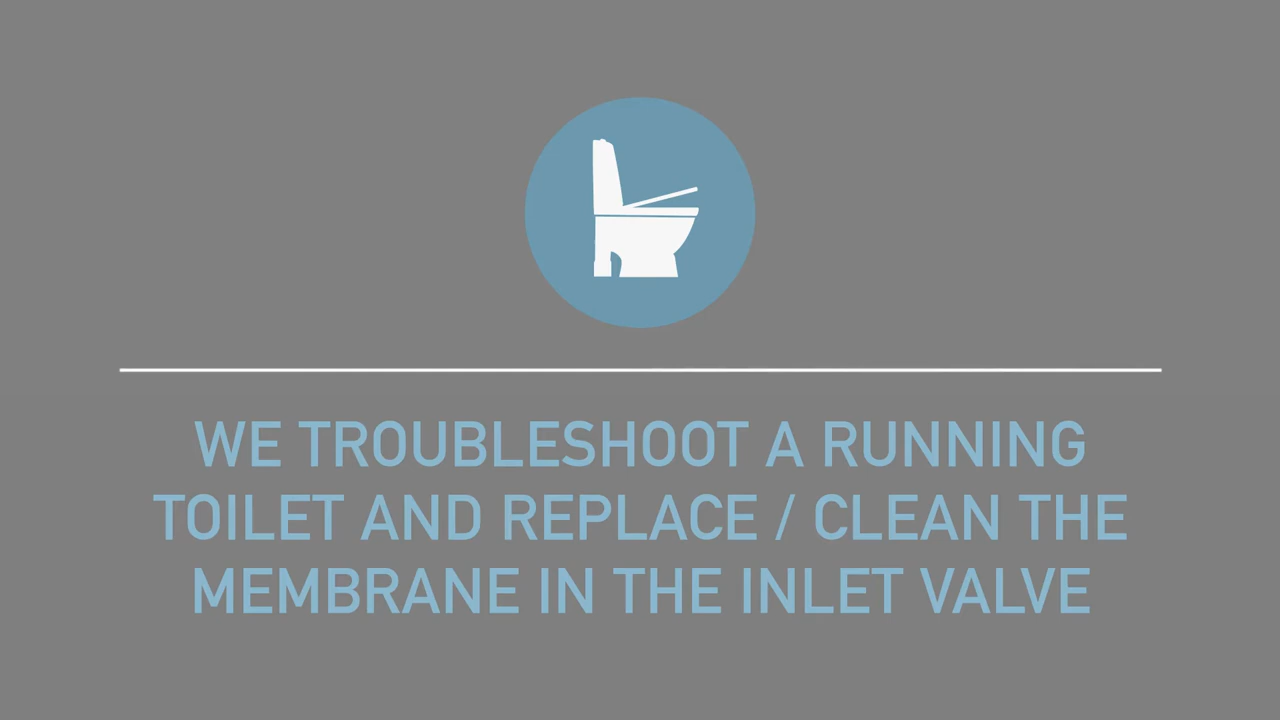 WE TROUBLESHOOT A RUNNING
TOILET AND REPLACE / CLEAN THE
MEMBRANE IN THE INLET VALVE